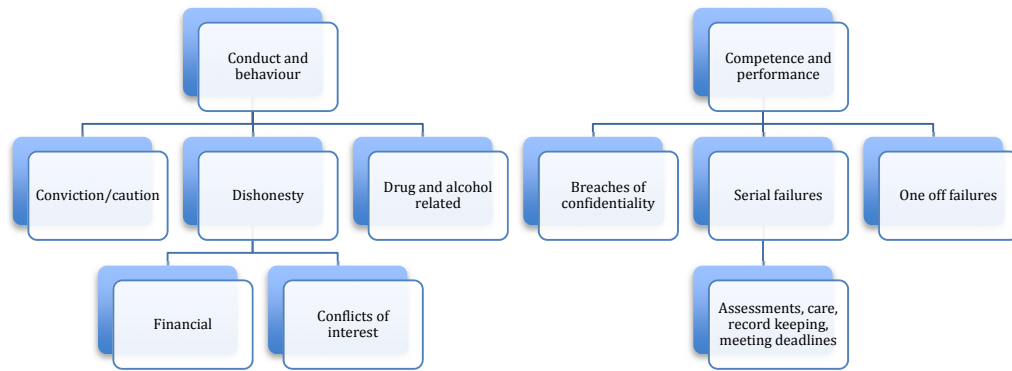 Conduct and
behaviour
Competence and
performance
Conviction/caution
Dishonesty
Drug and alcohol
related
Breaches of
confidentiality
Serial failures
One off failures
Financial
Conflicts of
interest
Assessments, care,
record keeping,
meeting deadlines